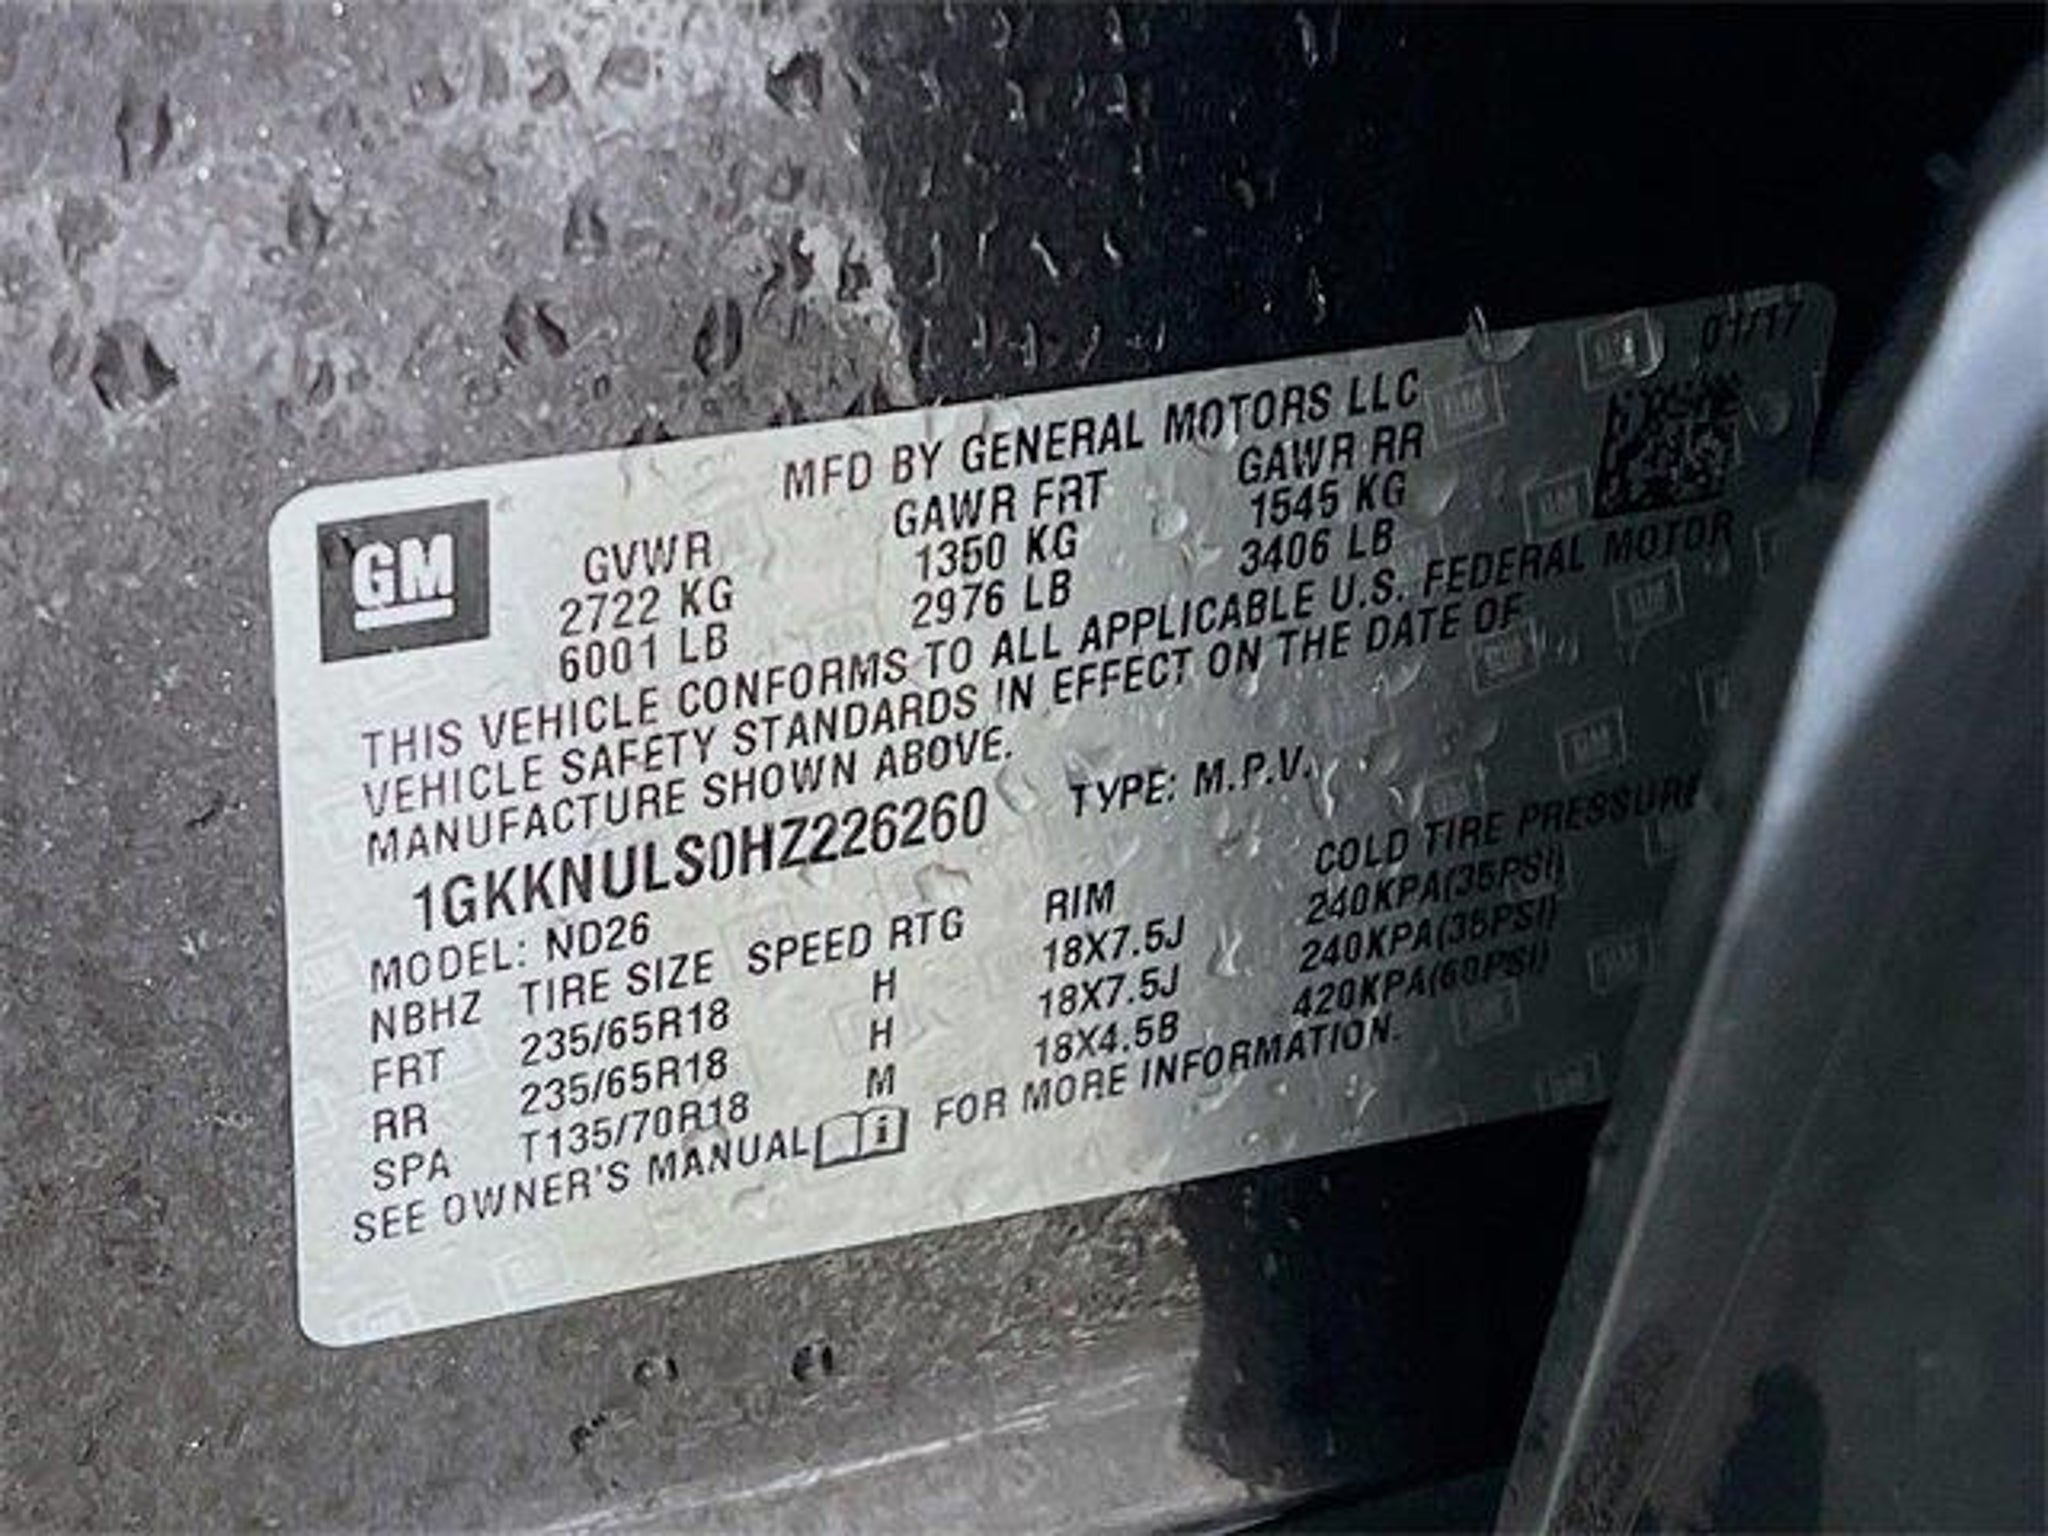 01/17
MFD BY GENERAL MOTORS LLC
GM
GVWR GAWR FRT GAWR RR
2722 KG 1350 KG 1545 KG
6001 LB 2976 LB 3406 LB
THIS VEHICLE CONFORMS TO ALL APPLICABLE U.S. FEDERAL MOTOR
VEHICLE SAFETY STANDARDS IN EFFECT ON THE DATE OF
MANUFACTURE SHOWN ABOVE.
1GKKNULS0HZ226260 TYPE: M.P.V.
MODEL: ND26
NBHZ TIRE SIZE SPEED RTG RIM COLD TIRE PRESSURE
FRT 235/65R18 H 18X7.5J 240KPA(35PSI)
RR 235/65R18 H 18X7.5J 240KPA(35PSI)
SPA T135/70R18 M 18X4.5B 420KPA(60PSI)
SEE OWNER'S MANUAL i FOR MORE INFORMATION.